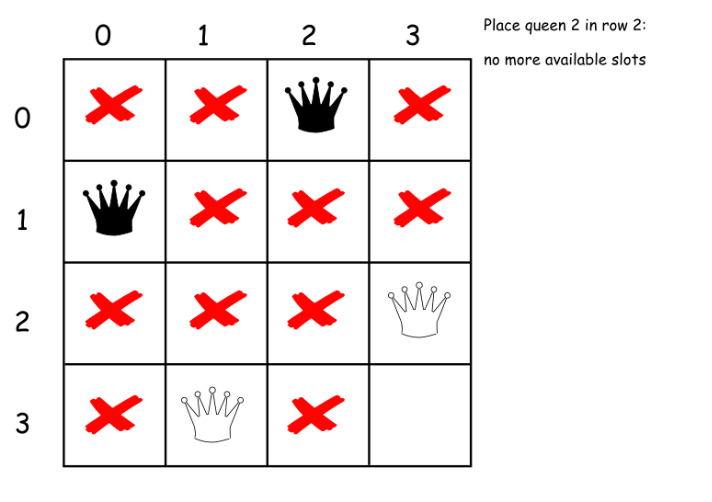 0 1 2 3
Place queen 2 in row 2:
no more available slots
0
1
2
3